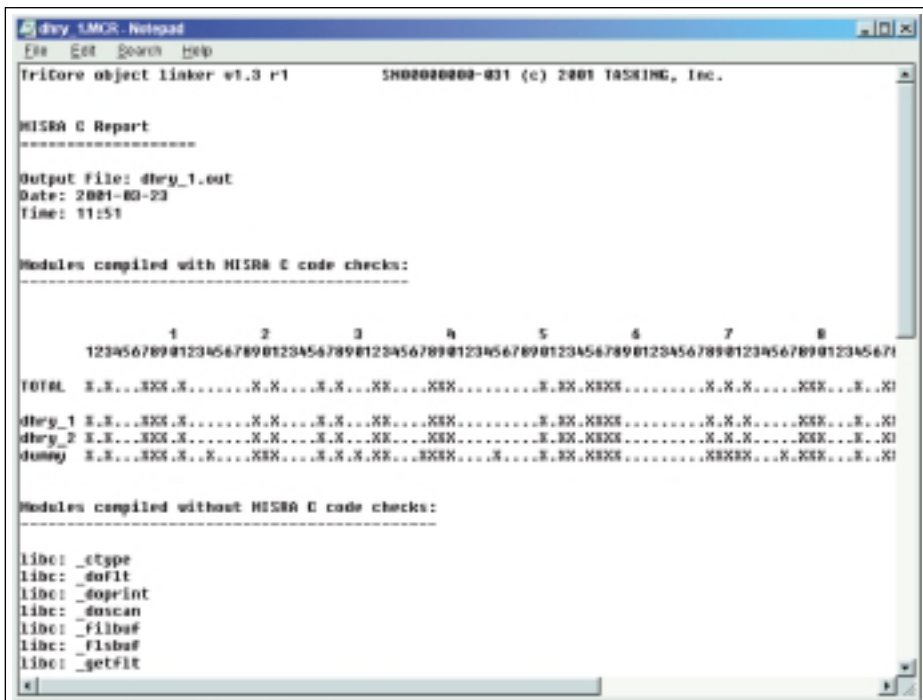 dhry_1.MCR - Notepad
File Edit Search Help
TriCore object linker v1.3 r1 SN00000000-031 (c) 2001 TASKING, Inc.
MISRA C Report
-------------------
Output File: dhry_1.out
Date: 2001-03-23
Time: 11:51
Modules compiled with MISRA C code checks:
------------------------------------------
1 2 3 4 5 6 7 8
TOTAL
dhry_1
dhry_2
dummy
Modules compiled without MISRA C code checks:
---------------------------------------------
libc: _ctype
libc: _doflt
libc: _doprint
libc: _doscan
libc: _filbuf
libc: _flsbuf
libc: _getflt